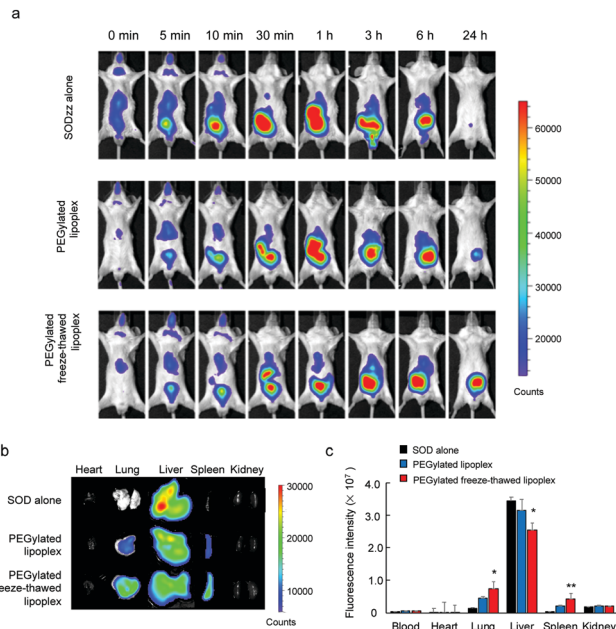 a
0 min 5 min 10 min 30 min 1 h 3 h 6 h 24 h
SODzz alone
PEGylated
lipoplex
PEGylated
freeze-thawed
lipoplex
60000
50000
40000
30000
20000
Counts
b
Heart Lung Liver Spleen Kidney
SOD alone
PEGylated
lipoplex
PEGylated
freeze-thawed
lipoplex
30000
20000
10000
Counts
c
SOD alone
PEGylated lipoplex
PEGylated freeze-thawed lipoplex
Fluorescence intensity (× 10⁷)
4.0
3.0
2.0
1.0
0
* * **
Blood Heart Lung Liver Spleen Kidney